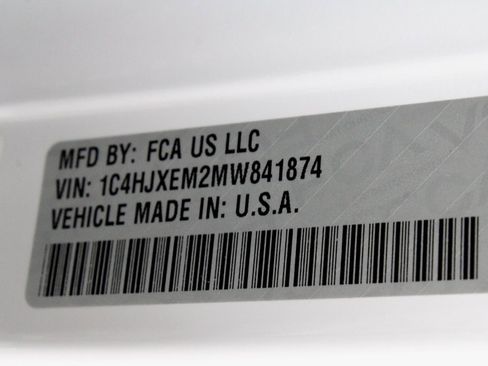 MFD BY: FCA US LLC
VIN: 1C4HJXEM2MW841874
VEHICLE MADE IN: U.S.A.